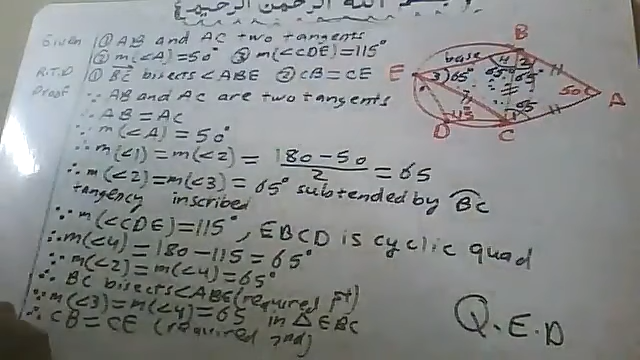 بسم الله الرحمن الرحيم
Given ① AB and AC two tangents
② m(<A)=50° ③ m(<CDE)=115°
R.T.P ① BC bisects <ABE ② CB=CE
Proof
∵ AB and AC are two tangents
∴ AB=AC
∵ m(<A)=50°
∴ m(<1)=m(<2)= 180-50 / 2 = 65
∴ m(<2)=m(<3)=65° subtended by BC
tangency inscribed
∵ m(<CDE)=115°, EBCD is cyclic quad
∴ m(<4)=180-115=65°
∵ m(<2)=m(<4)=65°
∴ BC bisects <ABE (required 1st)
∵ m(<3)=m(<4)=65 in △EBC
∴ CB=CE (required 2nd)
Q.E.D
B
base
E 3) 65° 65° 65°
50 A
115 65
D C